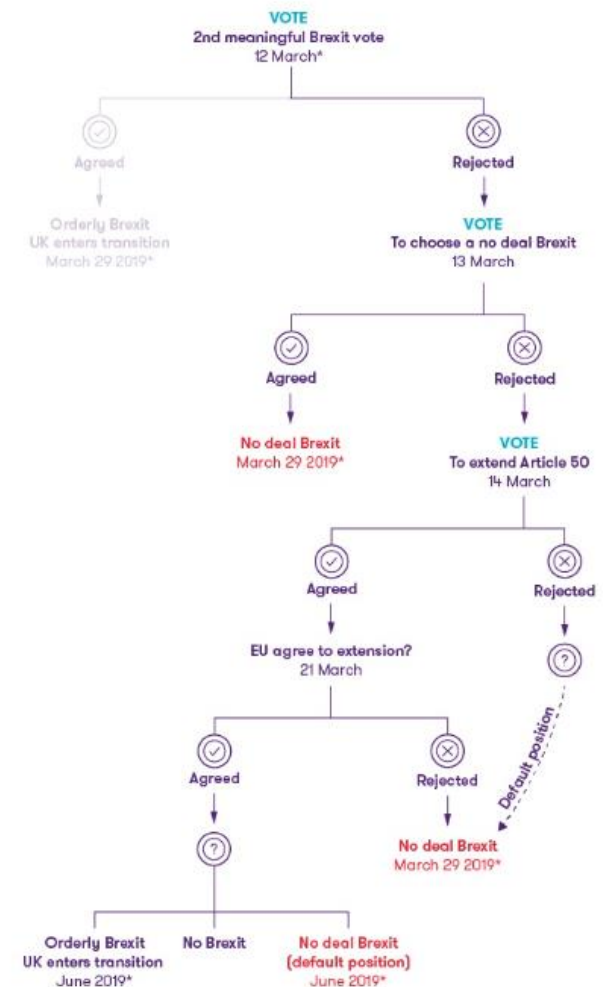 VOTE
2nd meaningful Brexit vote
12 March*
Agreed
Rejected
Orderly Brexit
UK enters transition
March 29 2019*
VOTE
To choose a no deal Brexit
13 March
Agreed
Rejected
No deal Brexit
March 29 2019*
VOTE
To extend Article 50
14 March
Agreed
Rejected
EU agree to extension?
21 March
?
Default position
Agreed
Rejected
?
No deal Brexit
March 29 2019*
Orderly Brexit
UK enters transition
June 2019*
No Brexit
No deal Brexit
(default position)
June 2019*